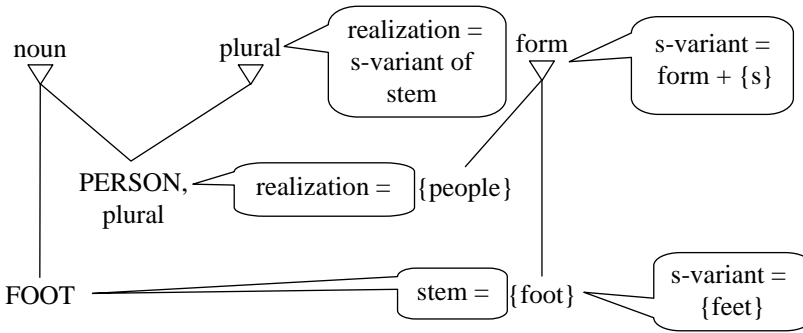 noun
plural
realization =
s-variant of
stem
form
s-variant =
form + {s}
PERSON,
plural
realization =
{people}
FOOT
stem =
{foot}
s-variant =
{feet}